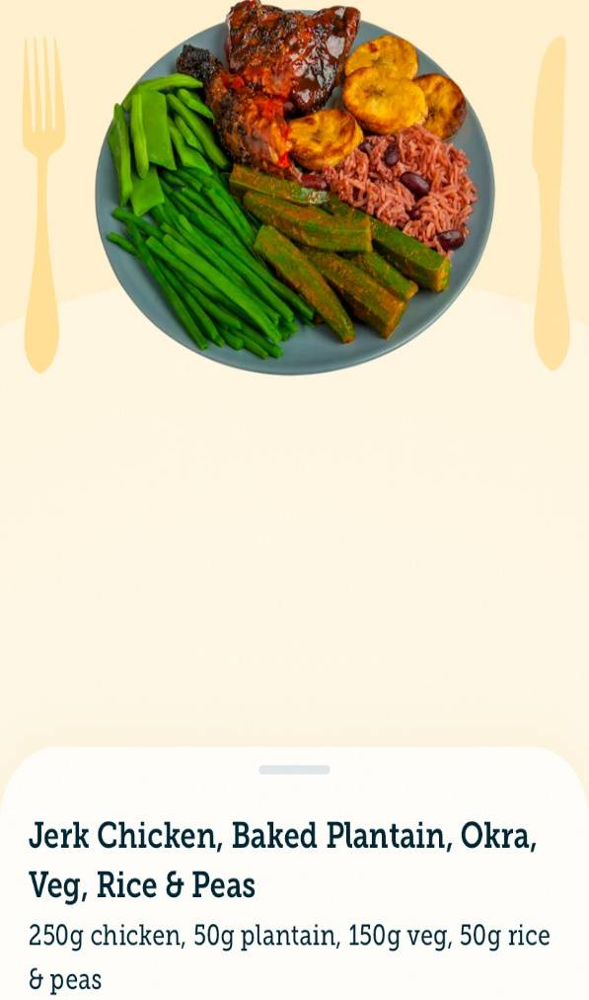 Jerk Chicken, Baked Plantain, Okra,
Veg, Rice & Peas
250g chicken, 50g plantain, 150g veg, 50g rice
& peas